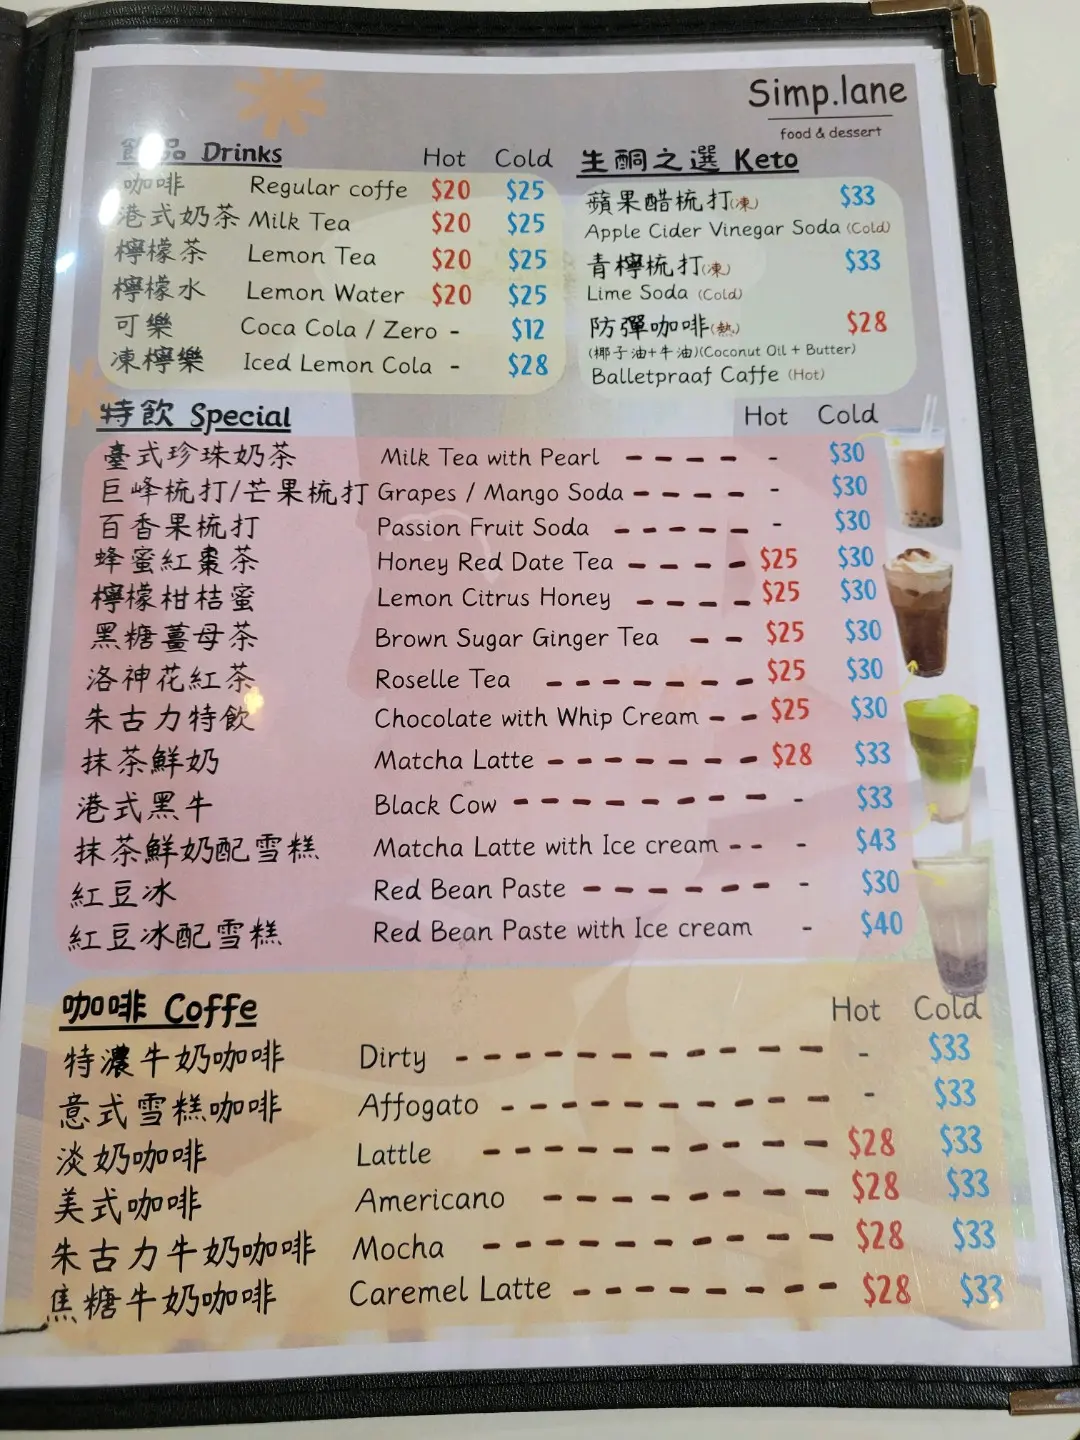 Simp.lane
food & dessert
飲品 Drinks Hot Cold
咖啡 Regular coffe $20 $25
港式奶茶 Milk Tea $20 $25
檸檬茶 Lemon Tea $20 $25
檸檬水 Lemon Water $20 $25
可樂 Coca Cola / Zero - $12
凍檸樂 Iced Lemon Cola - $28
生酮之選 Keto
蘋果醋梳打(凍) $33
Apple Cider Vinegar Soda (Cold)
青檸梳打(凍) $33
Lime Soda (Cold)
防彈咖啡(熱) $28
(椰子油+牛油)(Coconut Oil + Butter)
Balletpraaf Caffe (Hot)
特飲 Special Hot Cold
臺式珍珠奶茶 Milk Tea with Pearl - $30
巨峰梳打/芒果梳打 Grapes / Mango Soda - $30
百香果梳打 Passion Fruit Soda - $30
蜂蜜紅棗茶 Honey Red Date Tea $25 $30
檸檬柑桔蜜 Lemon Citrus Honey $25 $30
黑糖薑母茶 Brown Sugar Ginger Tea $25 $30
洛神花紅茶 Roselle Tea $25 $30
朱古力特飲 Chocolate with Whip Cream $25 $30
抹茶鮮奶 Matcha Latte $28 $33
港式黑牛 Black Cow - $33
抹茶鮮奶配雪糕 Matcha Latte with Ice cream - $43
紅豆冰 Red Bean Paste - $30
紅豆冰配雪糕 Red Bean Paste with Ice cream - $40
咖啡 Coffe Hot Cold
特濃牛奶咖啡 Dirty - $33
意式雪糕咖啡 Affogato - $33
淡奶咖啡 Lattle $28 $33
美式咖啡 Americano $28 $33
朱古力牛奶咖啡 Mocha $28 $33
焦糖牛奶咖啡 Caremel Latte $28 $33